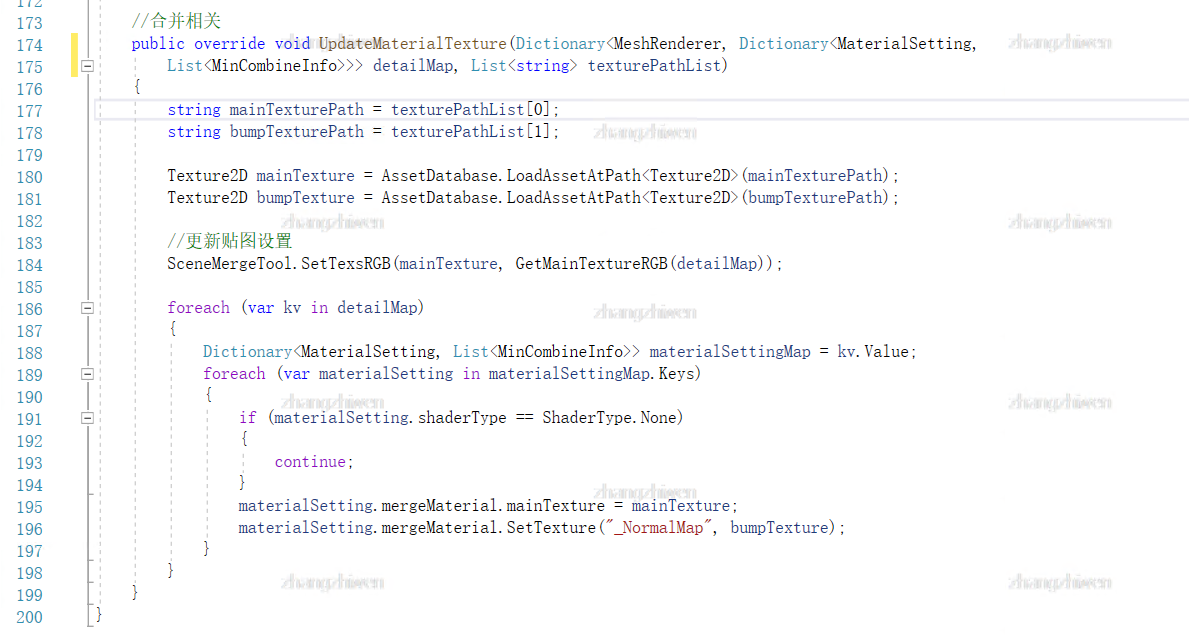 172
173 //合并相关
174 public override void UpdateMaterialTexture(Dictionary<MeshRenderer, Dictionary<MaterialSetting,
175 List<MinCombineInfo>>> detailMap, List<string> texturePathList)
176 {
177 string mainTexturePath = texturePathList[0];
178 string bumpTexturePath = texturePathList[1];
179
180 Texture2D mainTexture = AssetDatabase.LoadAssetAtPath<Texture2D>(mainTexturePath);
181 Texture2D bumpTexture = AssetDatabase.LoadAssetAtPath<Texture2D>(bumpTexturePath);
182
183 //更新贴图设置
184 SceneMergeTool.SetTexsRGB(mainTexture, GetMainTextureRGB(detailMap));
185
186 foreach (var kv in detailMap)
187 {
188 Dictionary<MaterialSetting, List<MinCombineInfo>> materialSettingMap = kv.Value;
189 foreach (var materialSetting in materialSettingMap.Keys)
190 {
191 if (materialSetting.shaderType == ShaderType.None)
192 {
193 continue;
194 }
195 materialSetting.mergeMaterial.mainTexture = mainTexture;
196 materialSetting.mergeMaterial.SetTexture("_NormalMap", bumpTexture);
197 }
198 }
199 }
200 }